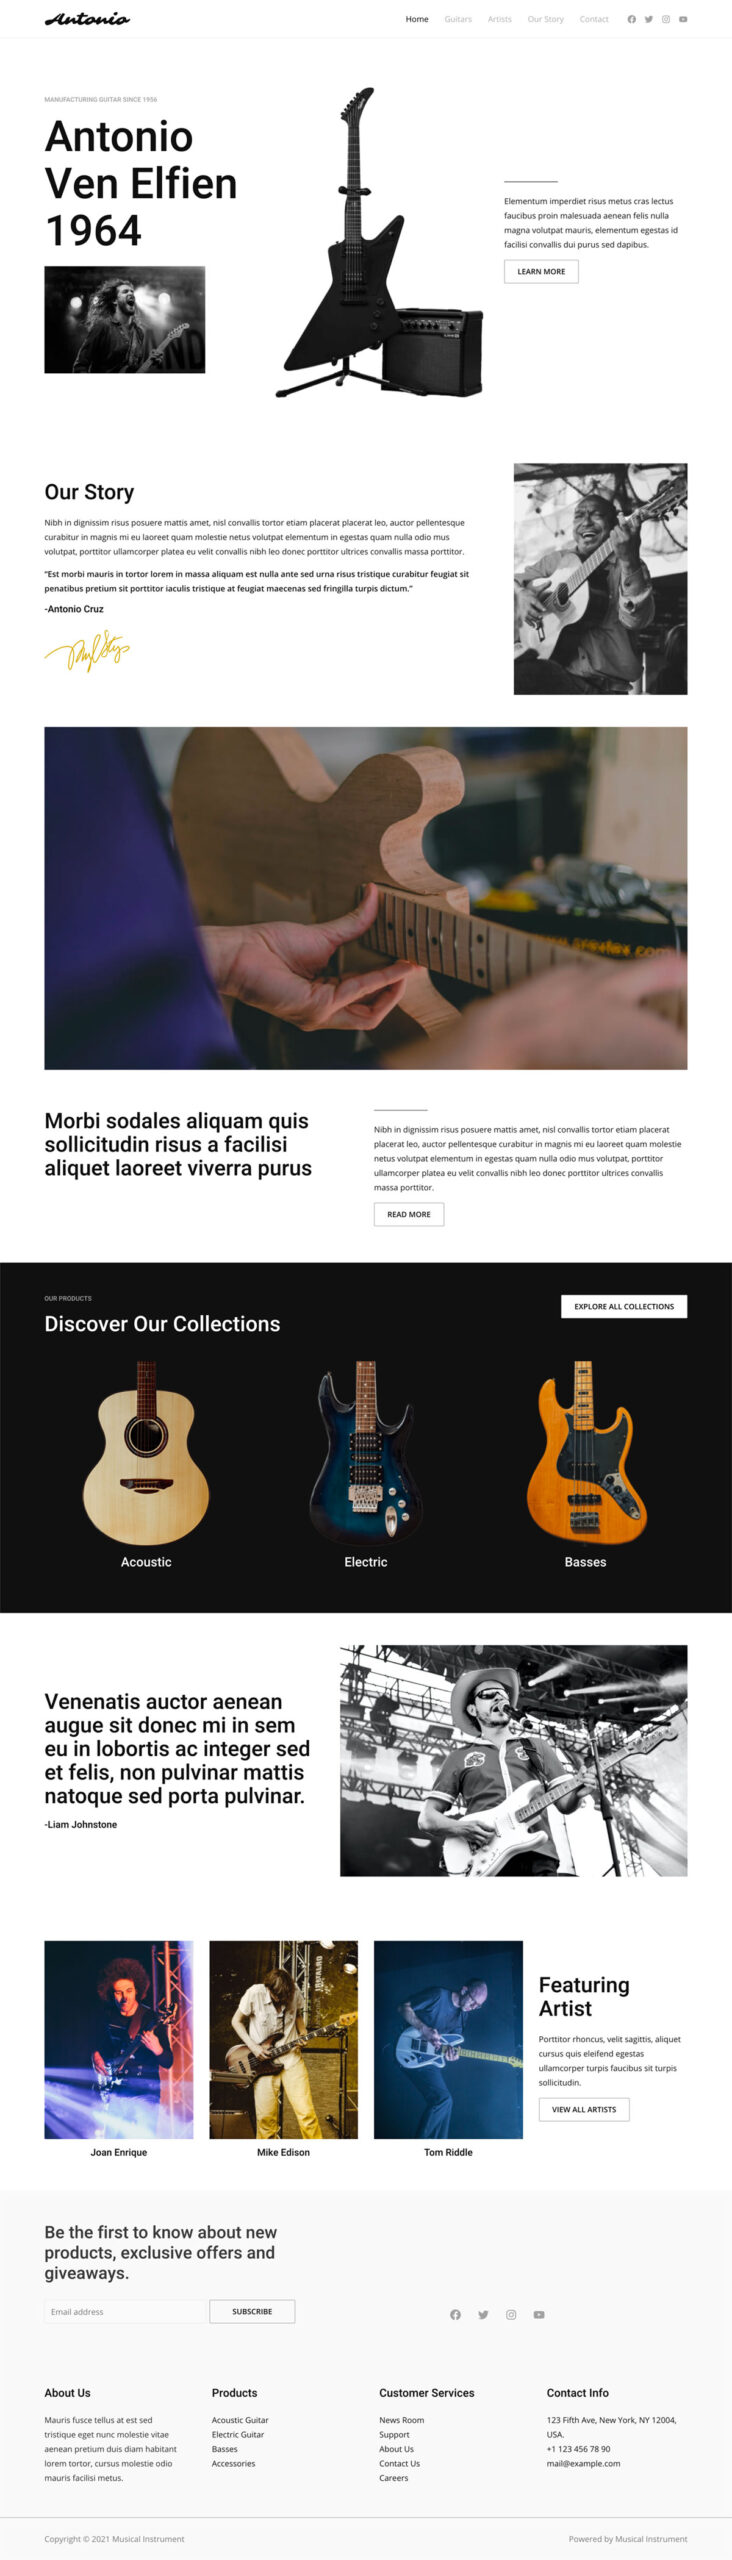 Antonio
Home Guitars Artists Our Story Contact
MANUFACTURING GUITAR SINCE 1956
Antonio
Ven Elfien
1964
Elementum imperdiet risus metus cras lectus
faucibus proin malesuada aenean felis nulla
magna volutpat mauris, elementum egestas id
facilisi convallis dui purus sed dapibus.
LEARN MORE
Our Story
Nibh in dignissim risus posuere mattis amet, nisl convallis tortor etiam placerat placerat leo, auctor pellentesque
curabitur in magnis mi eu laoreet quam molestie netus volutpat elementum in egestas quam nulla odio mus
volutpat, porttitor ullamcorper platea eu velit convallis nibh leo donec porttitor ultrices convallis massa porttitor.
“Est morbi mauris in tortor lorem in massa aliquam est nulla ante sed urna risus tristique curabitur feugiat sit
penatibus pretium sit porttitor iaculis tristique at feugiat maecenas sed fringilla turpis dictum.”
-Antonio Cruz
Morbi sodales aliquam quis
sollicitudin risus a facilisi
aliquet laoreet viverra purus
Nibh in dignissim risus posuere mattis amet, nisl convallis tortor etiam placerat
placerat leo, auctor pellentesque curabitur in magnis mi eu laoreet quam molestie
netus volutpat elementum in egestas quam nulla odio mus volutpat, porttitor
ullamcorper platea eu velit convallis nibh leo donec porttitor ultrices convallis
massa porttitor.
READ MORE
OUR PRODUCTS
Discover Our Collections
EXPLORE ALL COLLECTIONS
Acoustic
Electric
Basses
Venenatis auctor aenean
augue sit donec mi in sem
eu in lobortis ac integer sed
et felis, non pulvinar mattis
natoque sed porta pulvinar.
-Liam Johnstone
Joan Enrique
Mike Edison
Tom Riddle
Featuring
Artist
Porttitor rhoncus, velit sagittis, aliquet
cursus quis eleifend egestas
ullamcorper turpis faucibus sit turpis
sollicitudin.
VIEW ALL ARTISTS
Be the first to know about new
products, exclusive offers and
giveaways.
Email address
SUBSCRIBE
About Us
Mauris fusce tellus at est sed
tristique eget nunc molestie vitae
aenean pretium duis diam habitant
lorem tortor, cursus molestie odio
mauris facilisi metus.
Products
Acoustic Guitar
Electric Guitar
Basses
Accessories
Customer Services
News Room
Support
About Us
Contact Us
Careers
Contact Info
123 Fifth Ave, New York, NY 12004,
USA.
+1 123 456 78 90
mail@example.com
Copyright © 2021 Musical Instrument
Powered by Musical Instrument